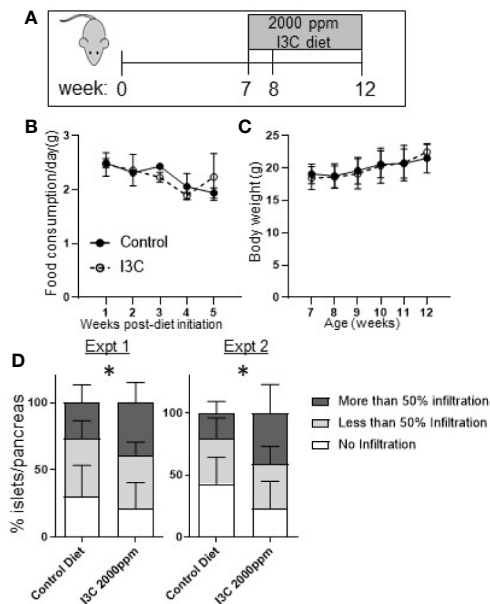 A
2000 ppm
I3C diet
week: 0 7 8 12
B
Food consumption/day(g)
3
2
1
0
Control
I3C
1 2 3 4 5
Weeks post-diet initiation
C
Body weight (g)
25
20
15
10
5
0
7 8 9 10 11 12
Age (weeks)
D
Expt 1
Expt 2
*
*
% islets/pancreas
100
50
0
100
50
0
Control Diet
I3C 2000ppm
Control Diet
I3C 2000ppm
More than 50% infiltration
Less than 50% Infiltration
No Infiltration